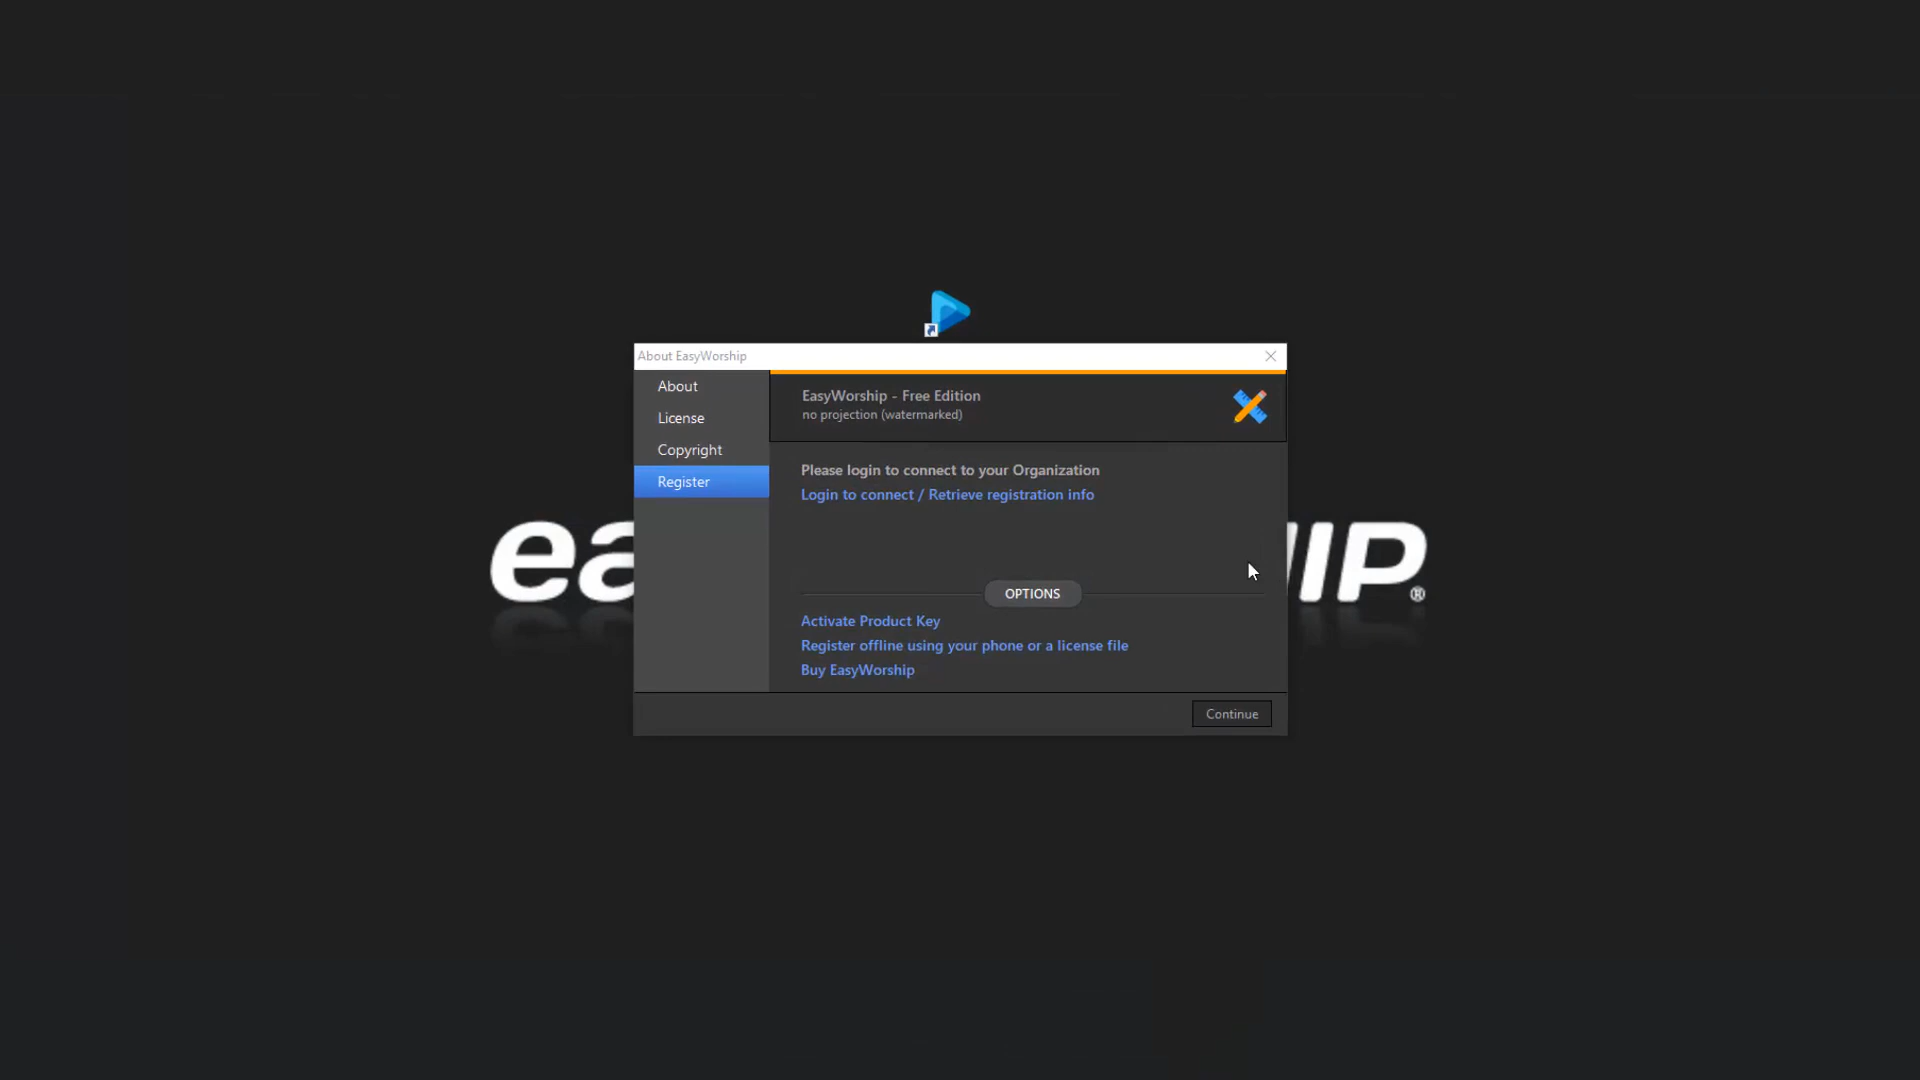 About EasyWorship
About
License
Copyright
Register
EasyWorship - Free Edition
no projection (watermarked)
Please login to connect to your Organization
Login to connect / Retrieve registration info
OPTIONS
Activate Product Key
Register offline using your phone or a license file
Buy EasyWorship
Continue
ea
HIP®